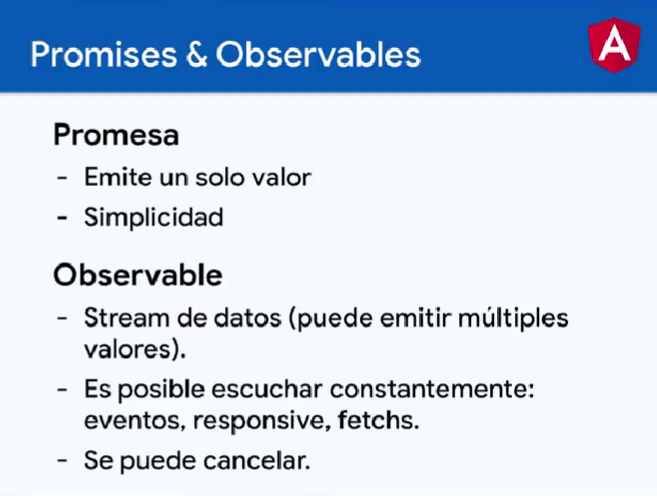 Promises & Observables
A
Promesa
- Emite un solo valor
- Simplicidad
Observable
- Stream de datos (puede emitir múltiples
valores).
- Es posible escuchar constantemente:
eventos, responsive, fetchs.
- Se puede cancelar.